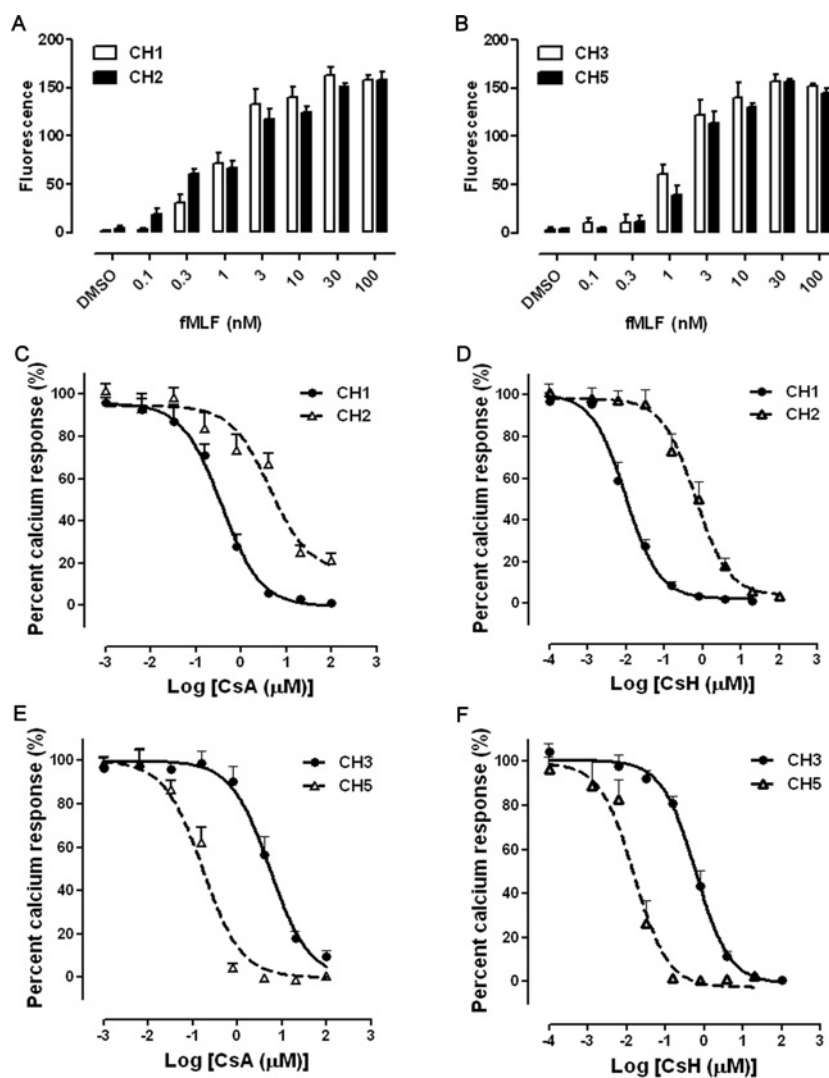 A
CH1
CH2
Fluorescence
200
150
100
50
0
DMSO
0.1
0.3
1
3
10
30
100
fMLF (nM)
B
CH3
CH5
Fluorescence
200
150
100
50
0
DMSO
0.1
0.3
1
3
10
30
100
fMLF (nM)
C
CH1
CH2
Percent calcium response (%)
100
80
60
40
20
0
-3 -2 -1 0 1 2 3
Log [CsA (μM)]
D
CH1
CH2
Percent calcium response (%)
100
80
60
40
20
0
-4 -3 -2 -1 0 1 2 3
Log [CsH (μM)]
E
CH3
CH5
Percent calcium response (%)
100
80
60
40
20
0
-3 -2 -1 0 1 2 3
Log [CsA (μM)]
F
CH3
CH5
Percent calcium response (%)
100
80
60
40
20
0
-4 -3 -2 -1 0 1 2 3
Log [CsH (μM)]